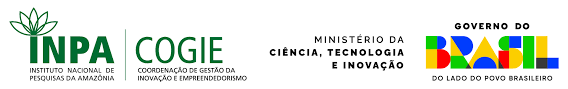 INPA
INSTITUTO NACIONAL DE
PESQUISAS DA AMAZÔNIA
COGIE
COORDENAÇÃO DE GESTÃO DA
INOVAÇÃO E EMPREENDEDORISMO
MINISTÉRIO DA
CIÊNCIA, TECNOLOGIA
E INOVAÇÃO
GOVERNO DO
BRASIL
DO LADO DO POVO BRASILEIRO